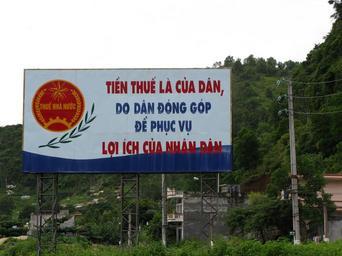 THUẾ NHÀ NƯỚC
TIỀN THUẾ LÀ CỦA DÂN,
DO DÂN ĐÓNG GÓP
ĐỂ PHỤC VỤ
LỢI ÍCH CỦA NHÂN DÂN